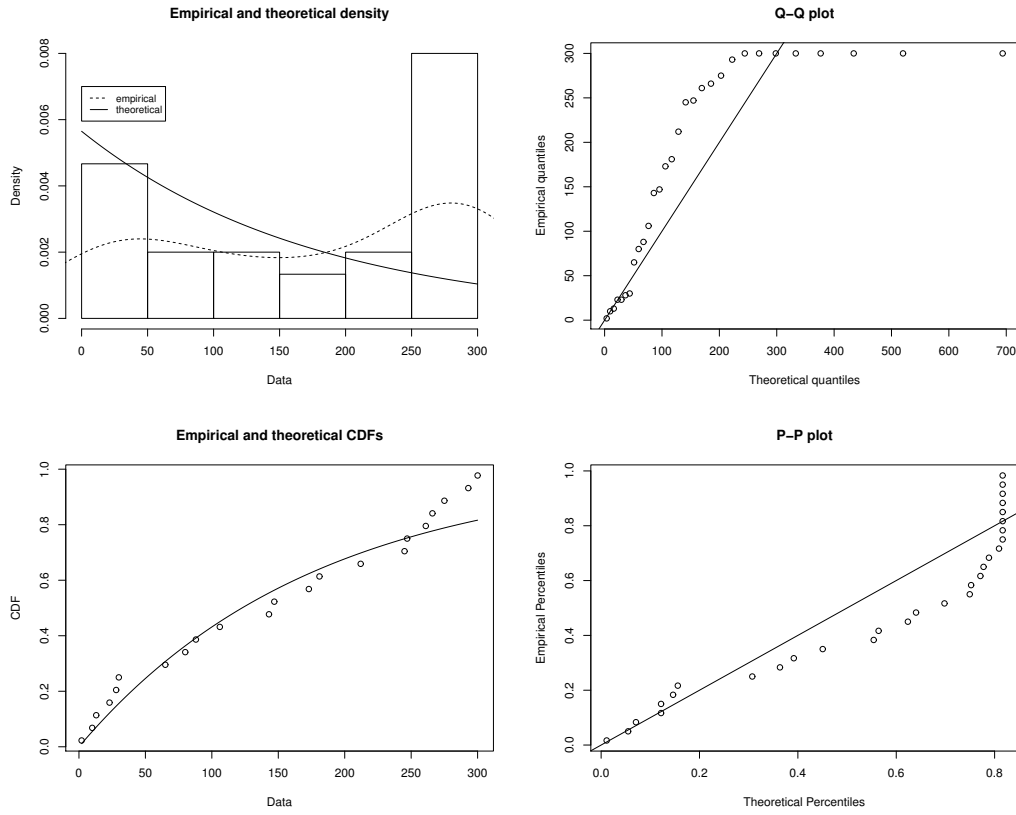 Empirical and theoretical density
Density
0.000 0.002 0.004 0.006 0.008
empirical
theoretical
0 50 100 150 200 250 300
Data
Q−Q plot
Empirical quantiles
0 50 100 150 200 250 300
0 100 200 300 400 500 600 700
Theoretical quantiles
Empirical and theoretical CDFs
CDF
0.0 0.2 0.4 0.6 0.8 1.0
0 50 100 150 200 250 300
Data
P−P plot
Empirical Percentiles
0.0 0.2 0.4 0.6 0.8 1.0
0.0 0.2 0.4 0.6 0.8
Theoretical Percentiles